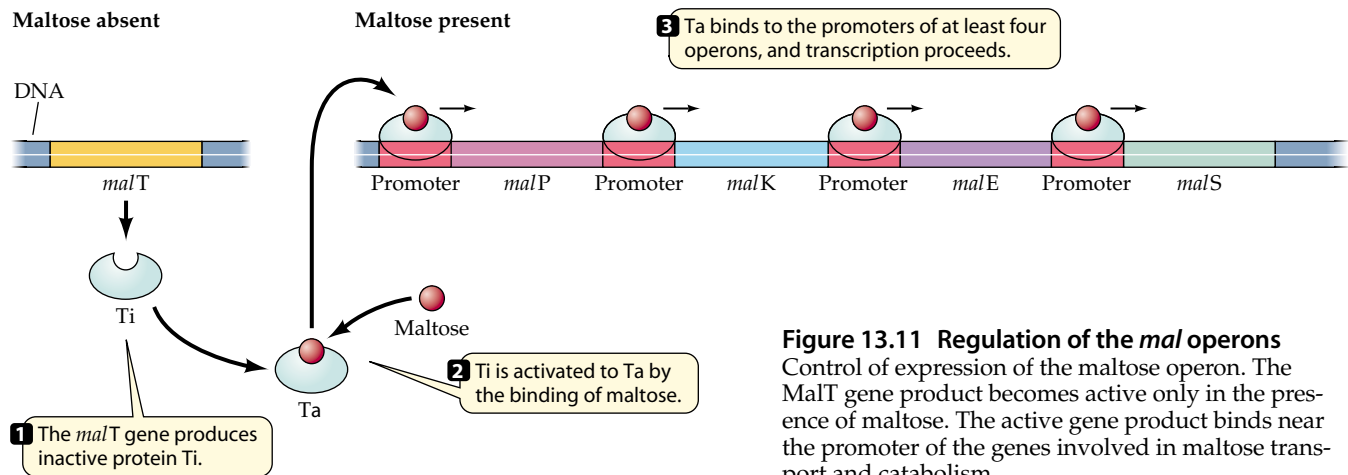 Maltose absent
Maltose present
3 Ta binds to the promoters of at least four
operons, and transcription proceeds.
DNA
malT
Promoter malP Promoter malK Promoter malE Promoter malS
Ti
Maltose
Ta
2 Ti is activated to Ta by
the binding of maltose.
1 The malT gene produces
inactive protein Ti.
Figure 13.11 Regulation of the mal operons
Control of expression of the maltose operon. The
MalT gene product becomes active only in the pres-
ence of maltose. The active gene product binds near
the promoter of the genes involved in maltose trans-
port and catabolism.